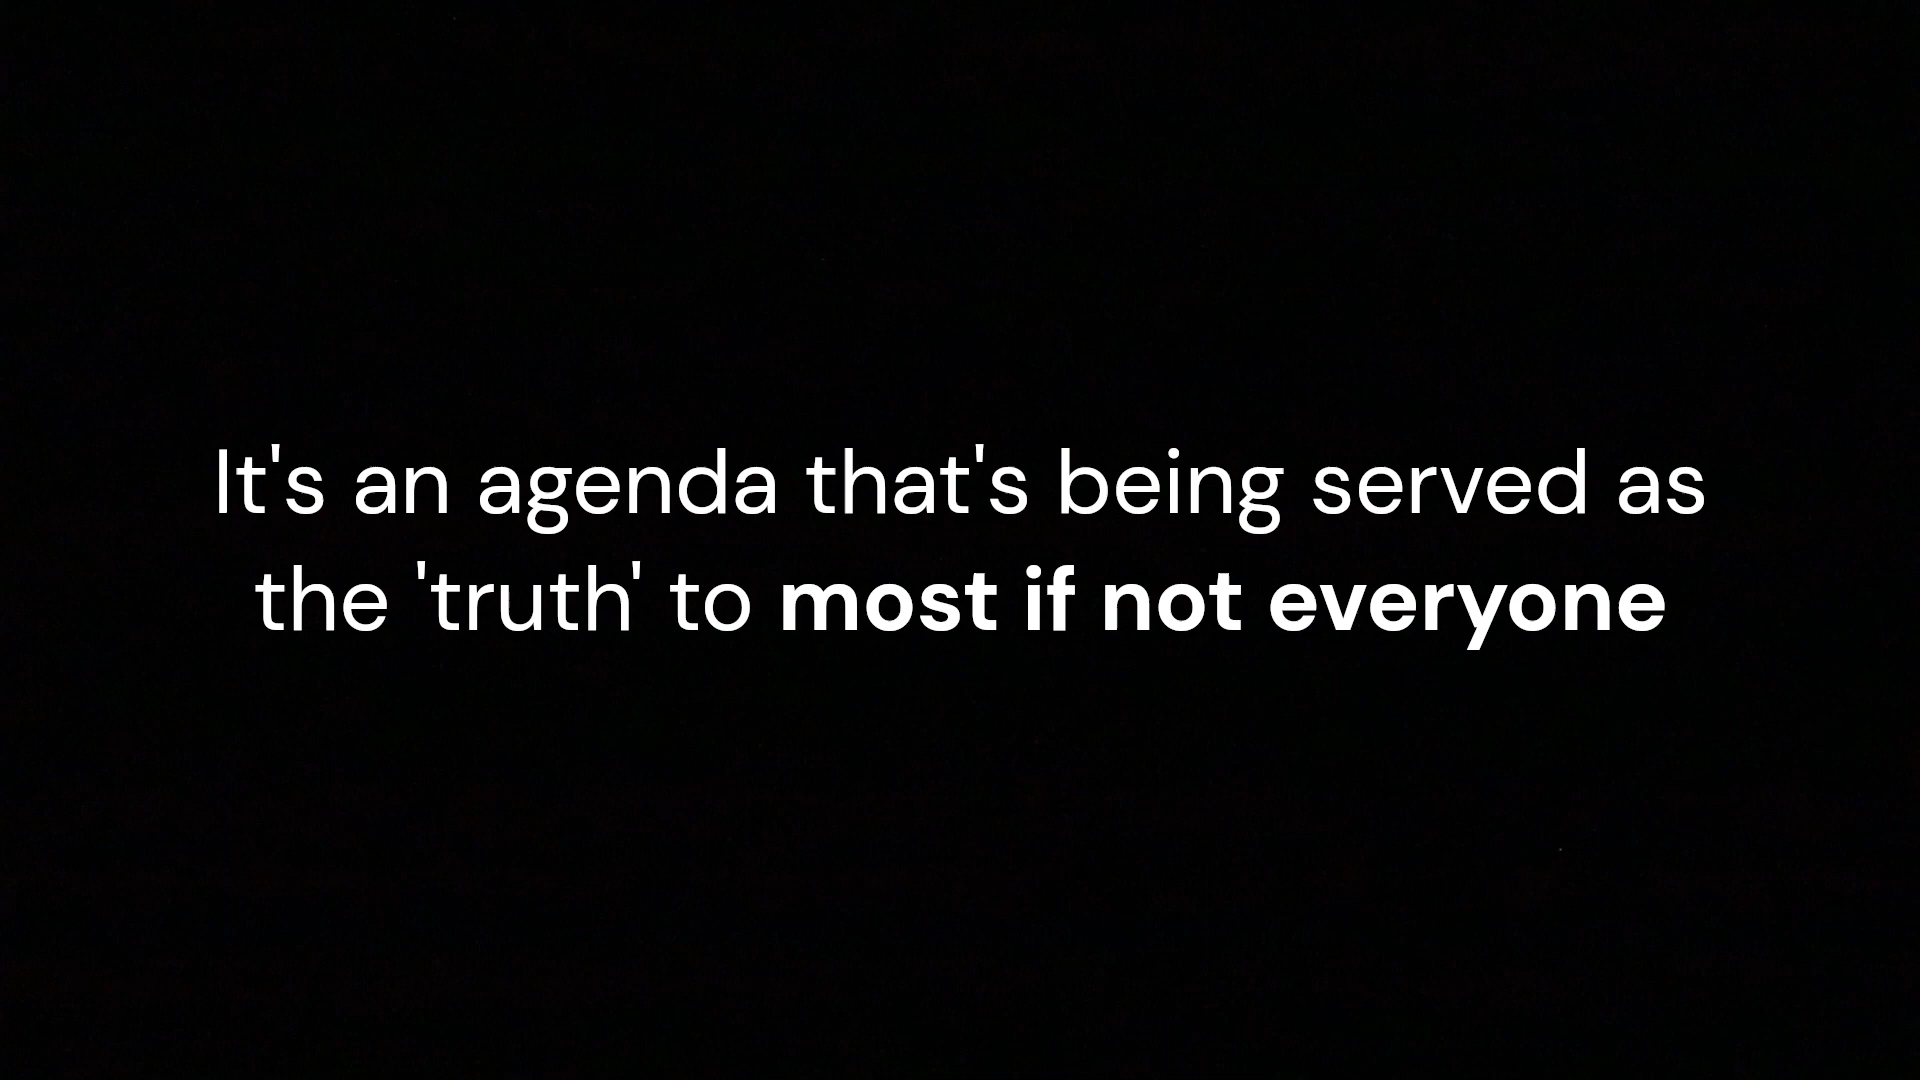 It's an agenda that's being served as
the 'truth' to most if not everyone